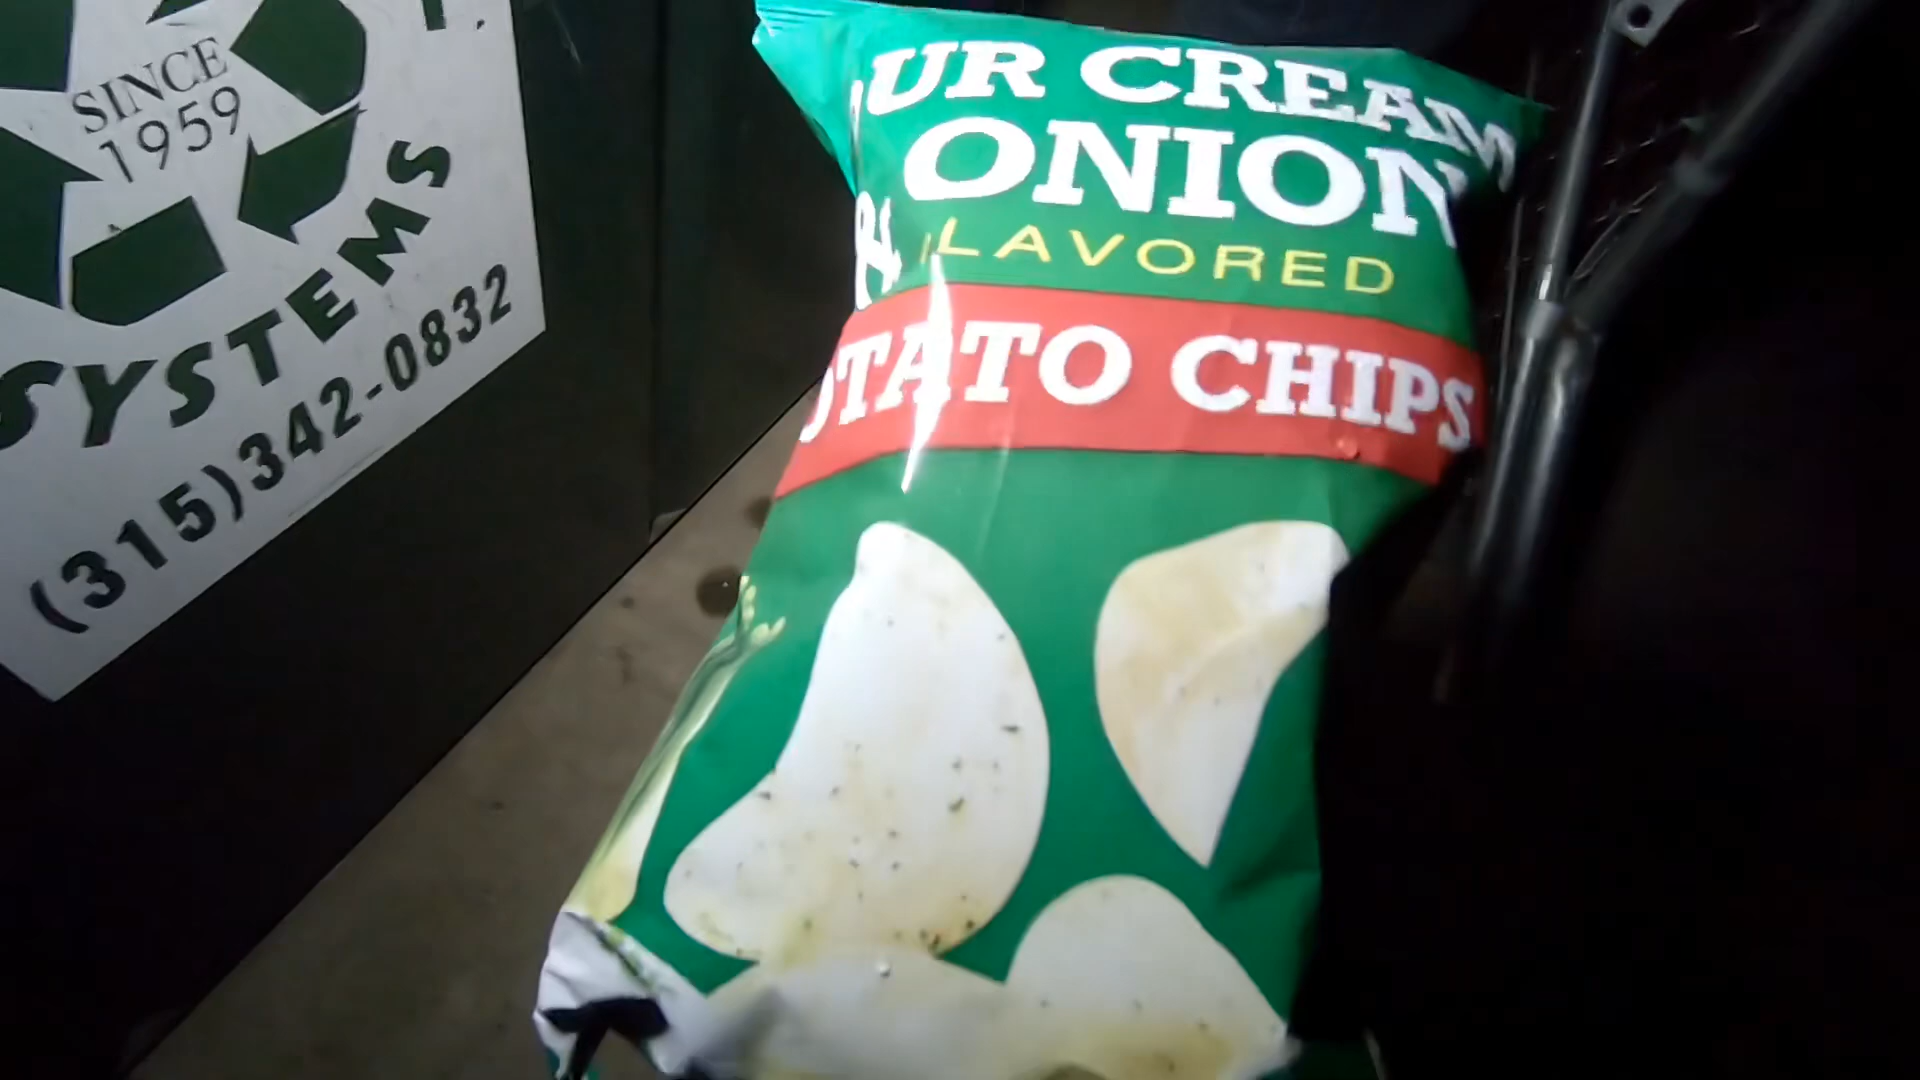 SINCE
1959
SYSTEMS
(315)342-0832
UR CREAM
& ONION
LAVORED
OTATO CHIPS